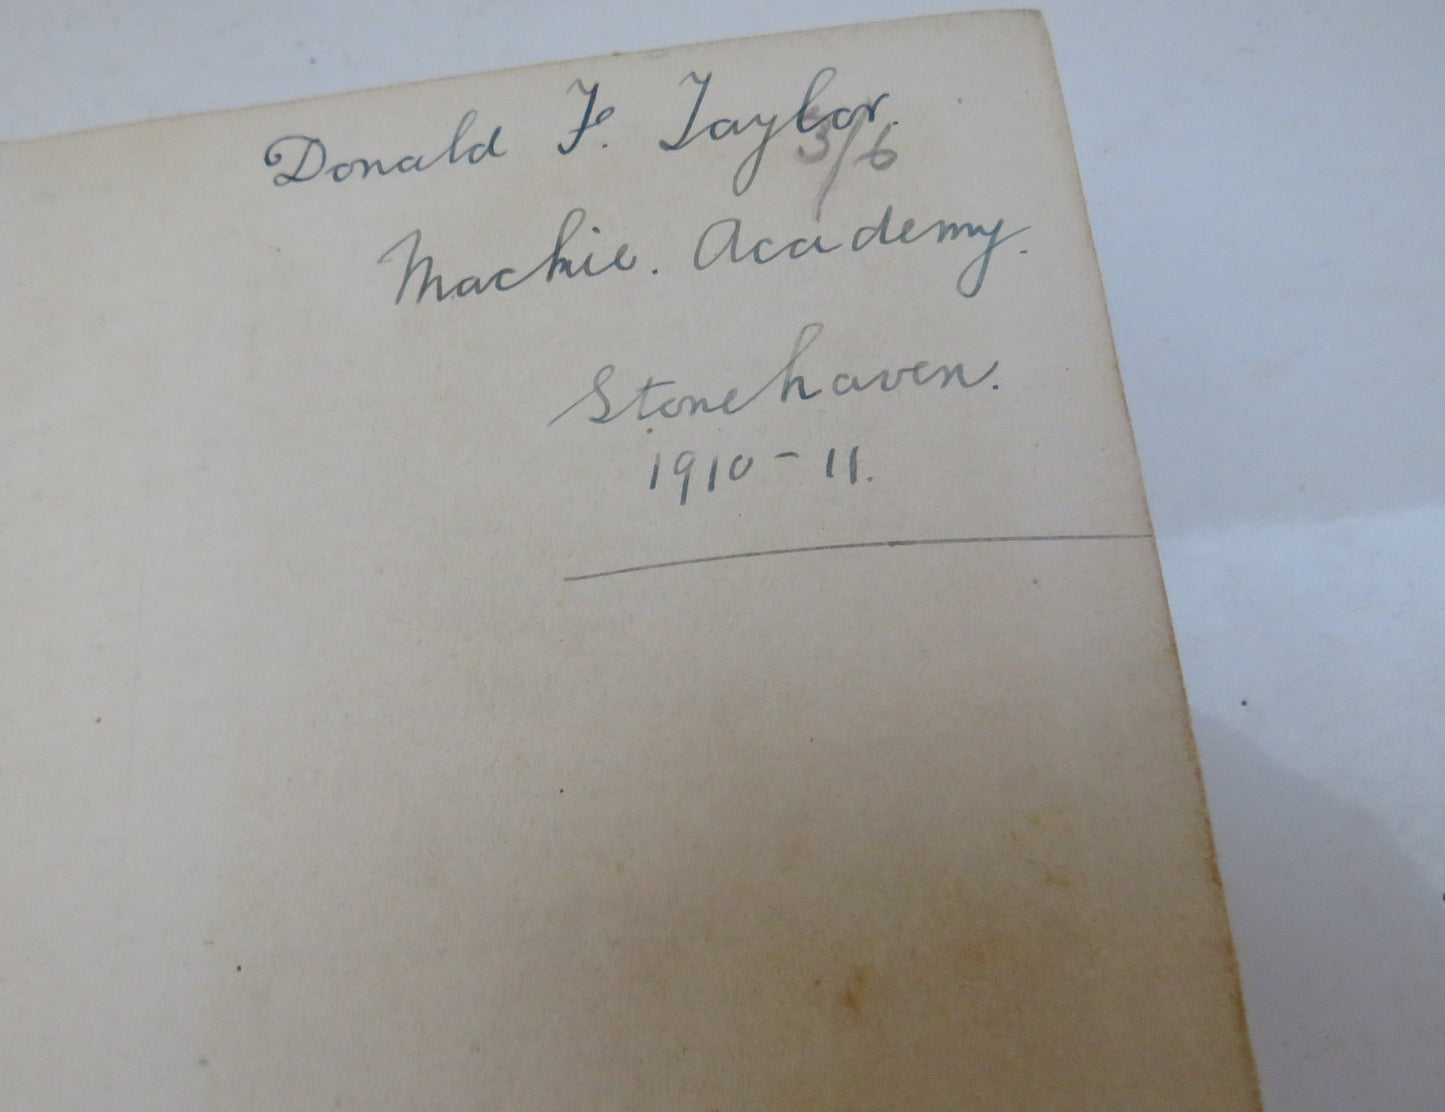 Donald F. Taylor.
3/6
Mackie. Academy.
Stonehaven.
1910-11.